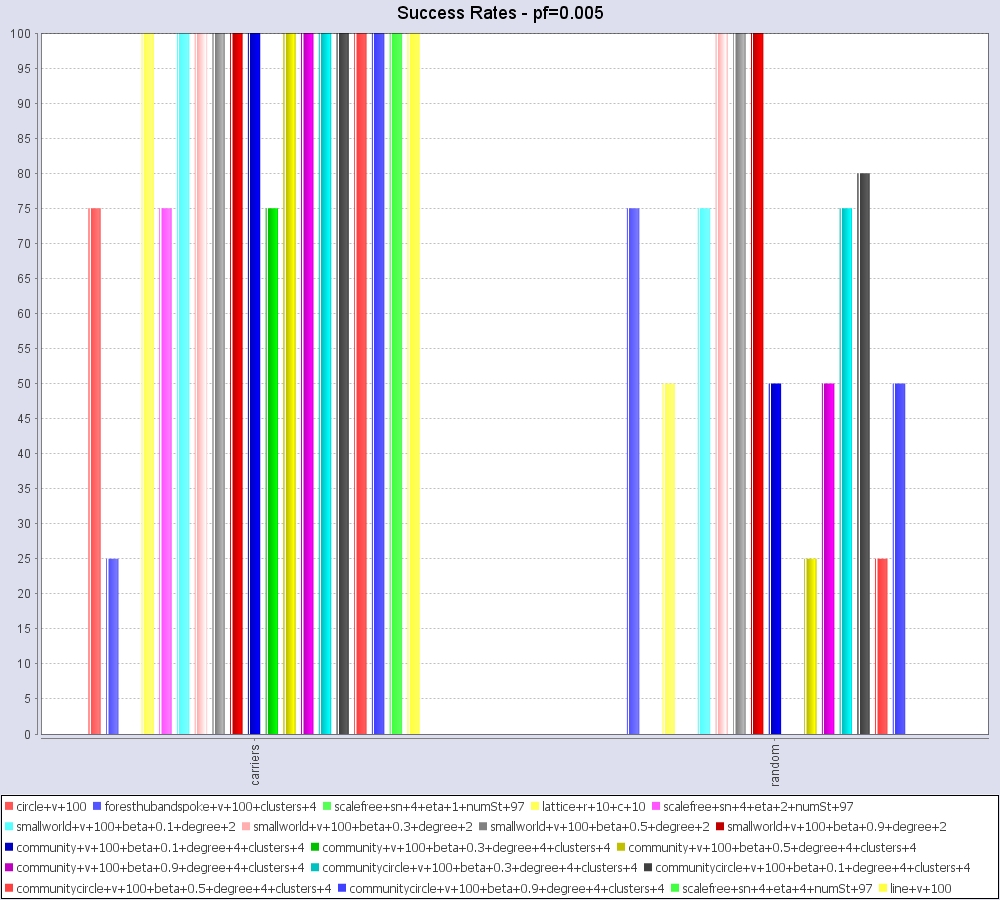 Success Rates - pf=0.005
100
95
90
85
80
75
70
65
60
55
50
45
40
35
30
25
20
15
10
5
0
carriers
random
circle+v+100 foresthubandspoke+v+100+clusters+4 scalefree+sn+4+eta+1+numSt+97 lattice+r+10+c+10 scalefree+sn+4+eta+2+numSt+97
smallworld+v+100+beta+0.1+degree+2 smallworld+v+100+beta+0.3+degree+2 smallworld+v+100+beta+0.5+degree+2 smallworld+v+100+beta+0.9+degree+2
community+v+100+beta+0.1+degree+4+clusters+4 community+v+100+beta+0.3+degree+4+clusters+4 community+v+100+beta+0.5+degree+4+clusters+4
community+v+100+beta+0.9+degree+4+clusters+4 communitycircle+v+100+beta+0.3+degree+4+clusters+4 communitycircle+v+100+beta+0.1+degree+4+clusters+4
communitycircle+v+100+beta+0.5+degree+4+clusters+4 communitycircle+v+100+beta+0.9+degree+4+clusters+4 scalefree+sn+4+eta+4+numSt+97 line+v+100